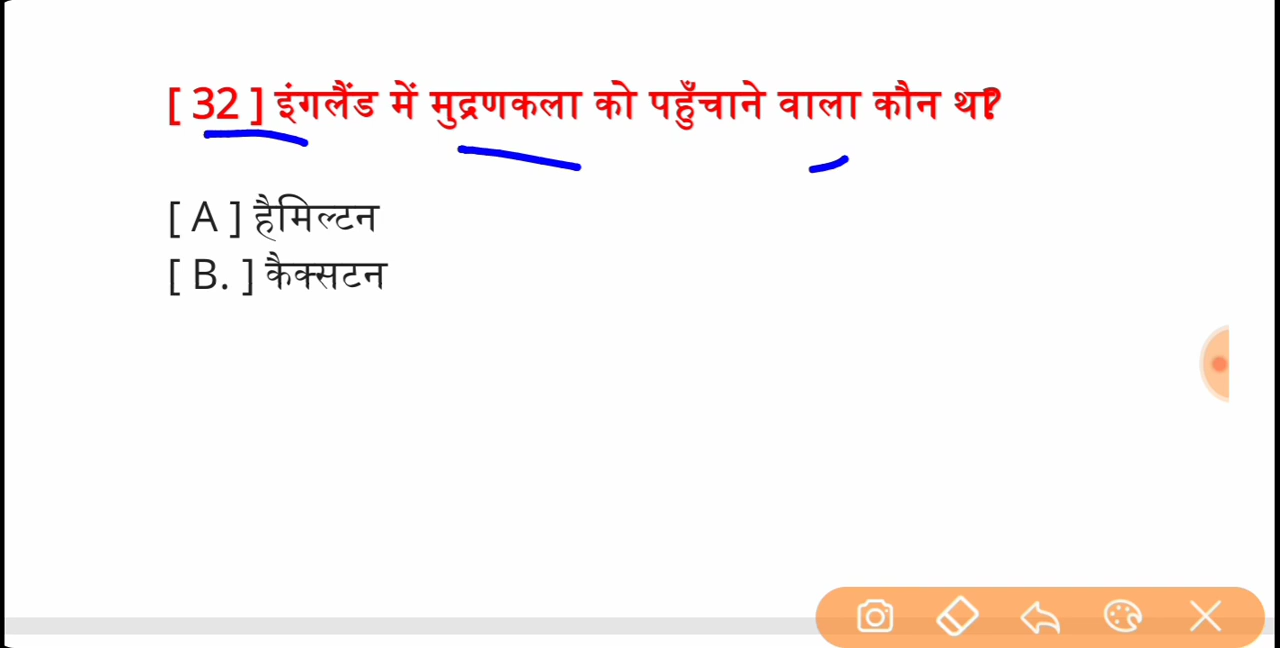 [ 32 ] इंगलैंड में मुद्रणकला को पहुँचाने वाला कौन था?
[ A ] हैमिल्टन
[ B. ] कैक्सटन